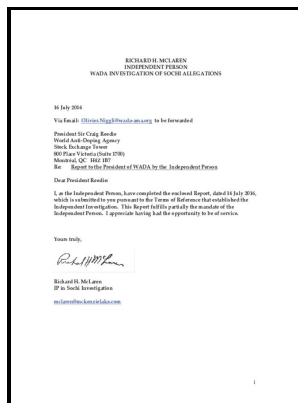 RICHARD H. MCLAREN
INDEPENDENT PERSON
WADA INVESTIGATION OF SOCHI ALLEGATIONS
16 July 2016
Via Email: Olivier.Niggli@wada-ama.org to be forwarded
President Sir Craig Reedie
World Anti-Doping Agency
Stock Exchange Tower
800 Place Victoria (Suite 1700)
Montréal, QC H4Z 1B7
Re: Report to the President of WADA by the Independent Person
Dear President Reedie:
I, as the Independent Person, have completed the enclosed Report, dated 16 July 2016,
which is submitted to you pursuant to the Terms of Reference that established the
Independent Investigation. This Report fulfills partially the mandate of the
Independent Person. I appreciate having had the opportunity to be of service.
Yours truly,
Richard H McLaren
Richard H. McLaren
IP in Sochi Investigation
mclaren@mckenzielake.com
1